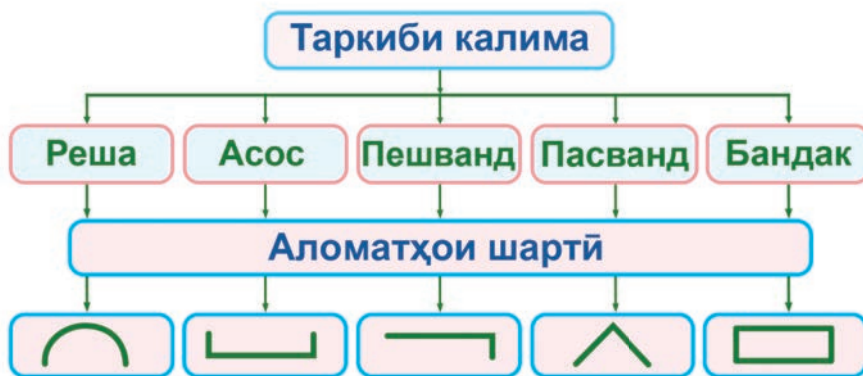 Таркиби калима
Реша Асос Пешванд Пасванд Бандак
Аломатҳои шартӣ